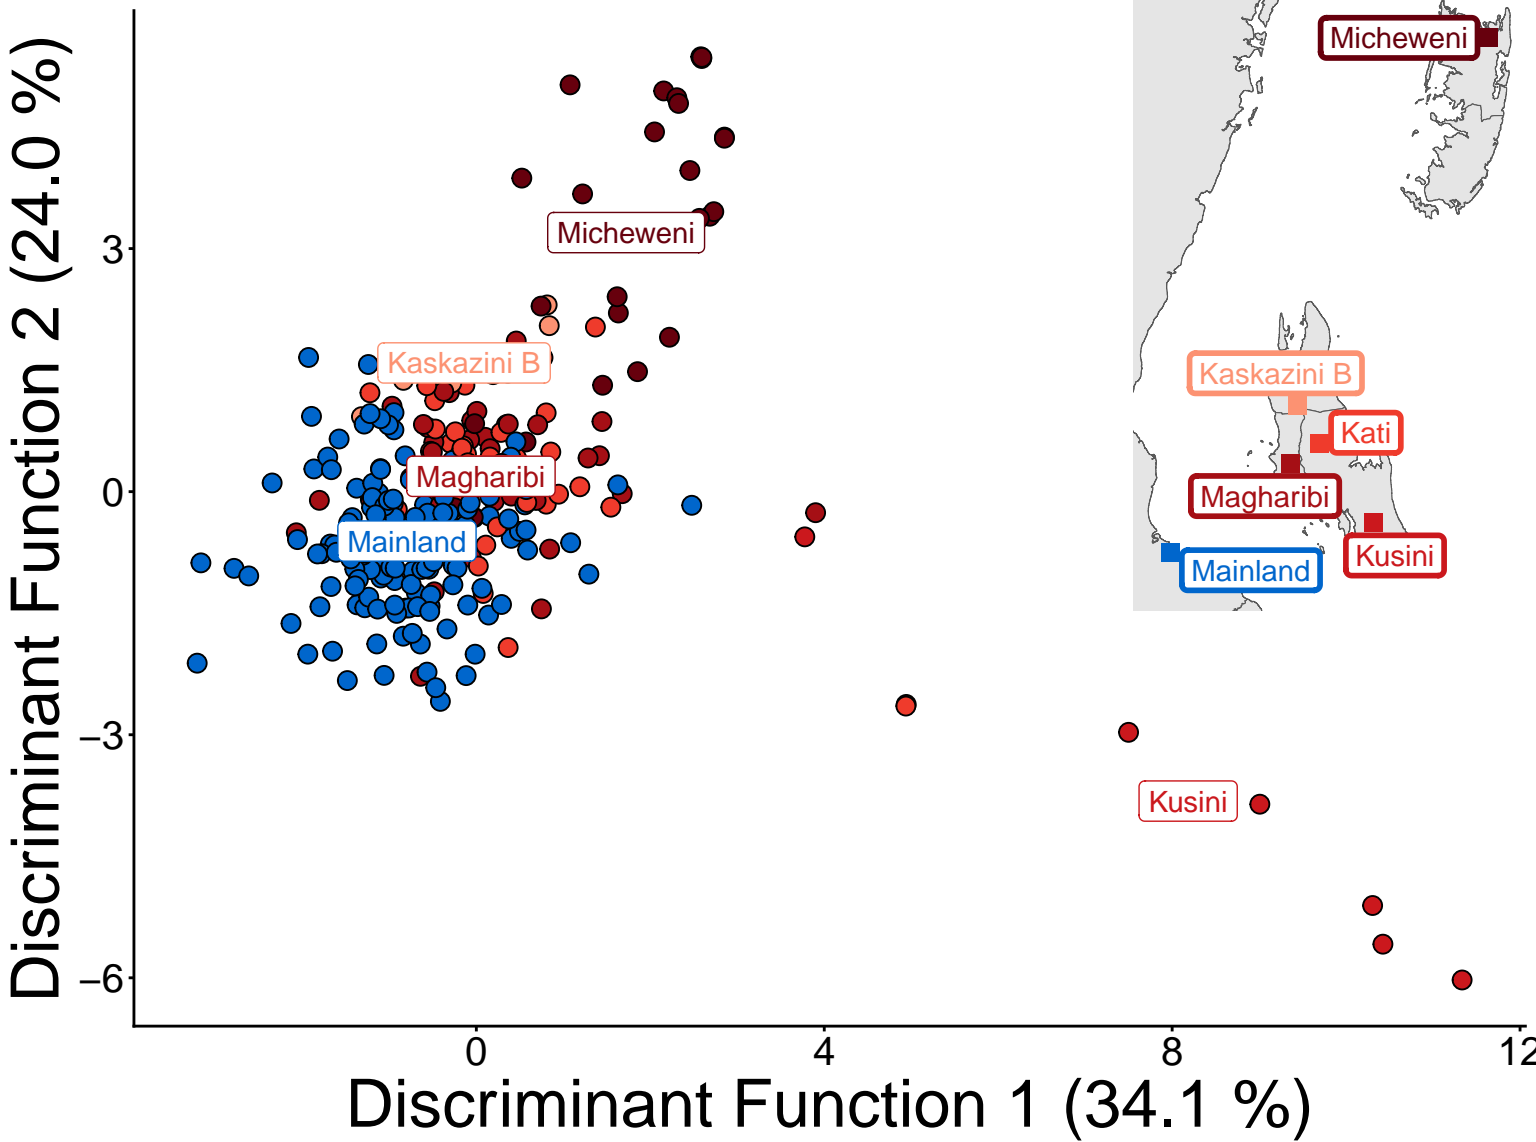 Discriminant Function 2 (24.0 %)
3
0
−3
−6
Micheweni
Kaskazini B
Magharibi
Mainland
Kusini
Micheweni
Kaskazini B
Kati
Magharibi
Kusini
Mainland
0
4
8
12
Discriminant Function 1 (34.1 %)